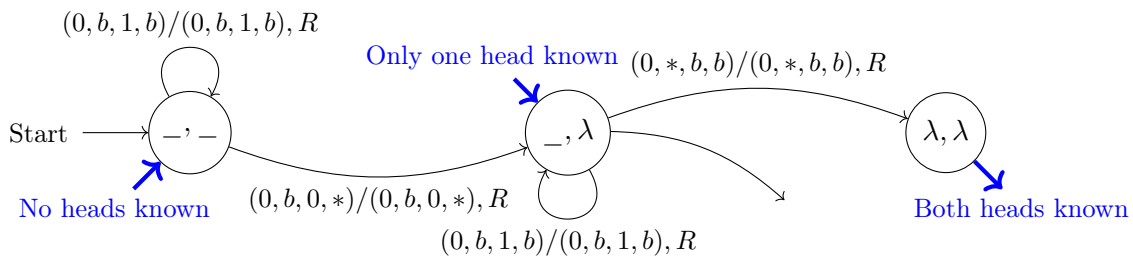 (0, b, 1, b)/(0, b, 1, b), R
Only one head known
(0, ∗, b, b)/(0, ∗, b, b), R
Start
_, _
_, λ
λ, λ
No heads known
(0, b, 0, ∗)/(0, b, 0, ∗), R
Both heads known
(0, b, 1, b)/(0, b, 1, b), R